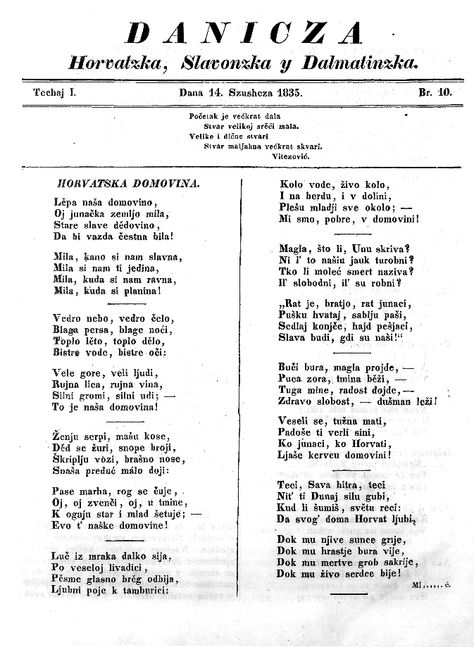 DANICZA
Horvatzka, Slavonzka y Dalmatinzka.
Techaj I. Dana 14. Szushcza 1835. Br. 10.
Početak je većkrat dala
Stvar velikoj srěći mala.
Velike i dične stvari
Stvar maljahna većkrat skvari.
Vitezović.
HORVATSKA DOMOVINA.
Lěpa naša domovino,
Oj junačka zemljo mila,
Stare slave dědovino,
Da bi vazda čestna bila!
Mila, kano si nam slavna,
Mila si nam ti jedina,
Mila, kuda si nam ravna,
Mila, kuda si planina!
Vedro nebo, vedro čelo,
Blaga persa, blage noći,
Toplo lěto, toplo dělo,
Bistre vode, bistre oči:
Vele gore, veli ljudi,
Rujna lica, rujna vina,
Silni gromi, silni udi; —
To je naša domovina!
Ženju serpi, mašu kose,
Děd se žuri, snope broji,
Škriplju vozi, brašno nose,
Snaša preduć málo doji:
Pase marha, rog se čuje,
Oj, oj zvenči, oj, u tmine,
K ognju star i mlad šetuje; —
Evo t' naške domovine!
Luč iz mraka dalko sija,
Po veseloj livadici,
Pěsme glasno brěg odbija,
Ljubni poje k tamburici:
Kolo vode, živo kolo,
I na berdu, i v dolini,
Plešu mladji sve okolo; —
Mi smo, pobre, v domovini!
Magla, što li, Unu skriva?
Ni l' to našiu jauk turobni?
Tko li moleć smert naziva?
Il' slobodni, il' su robni?
„Rat je, bratjo, rat junaci,
Pušku hvataj, sablju paši,
Sedlaj konjče, hajd pešjaci,
Slava budi, gdi su naši!“
Buči bura, magla projde, —
Puca zora, tmina běži, —
Tuga mine, radost dojde, —
Zdravo slobost, — dušman leži!
Veseli se, tužna mati,
Padoše ti verli sini,
Ko junaci, ko Horvati,
Ljaše kervcu domovini!
Teci, Sava hitra, teci
Nit' ti Dunaj silu gubi,
Kud li šumiš, světu reci:
Da svog' doma Horvat ljubi,
Dok mu njive sunce grije,
Dok mu hrastje bura vije,
Dok mu mertve grob sakrije,
Dok mu živo serdce bije!
Mi......ć.